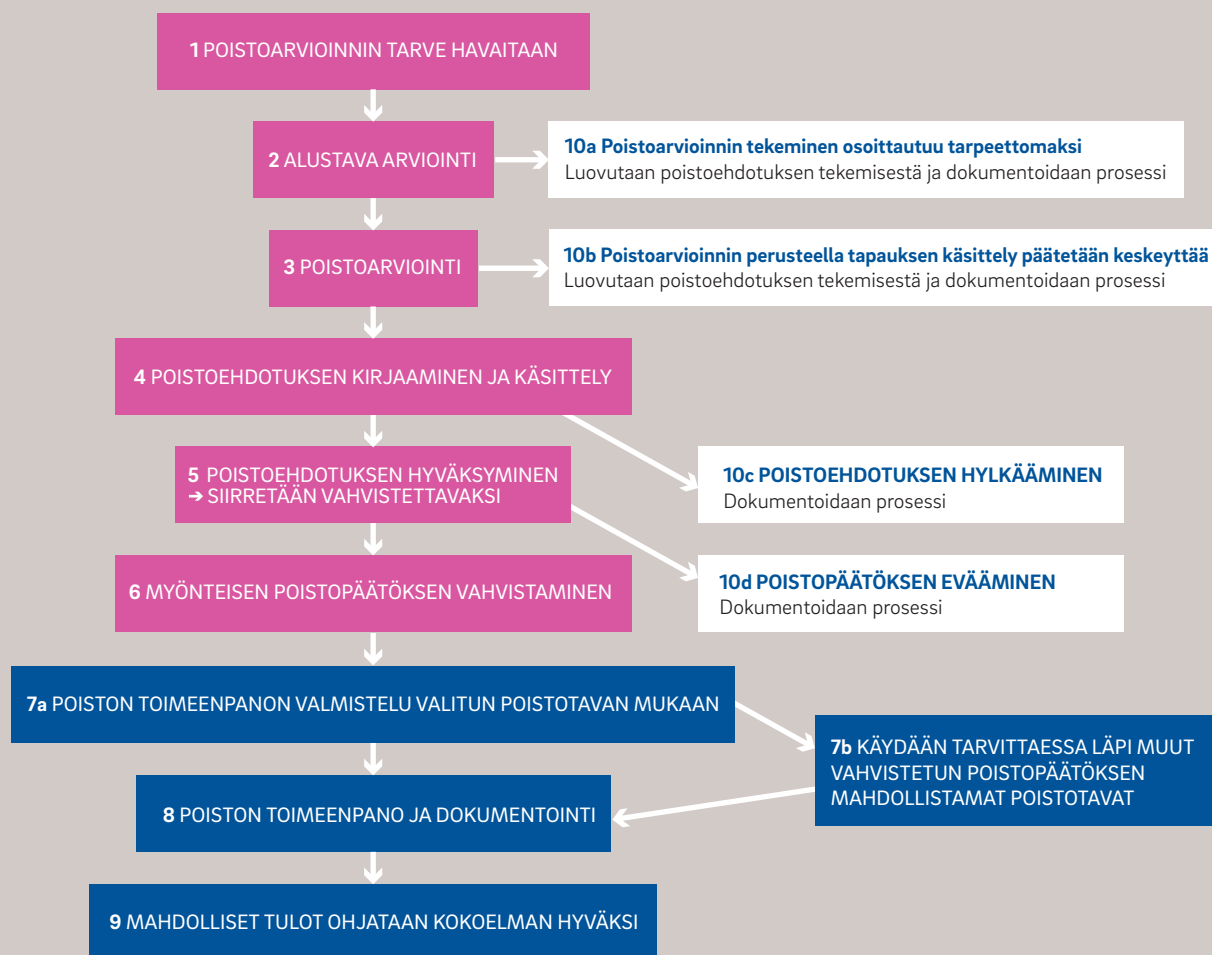 1 POISTOARVIOINNIN TARVE HAVAITAAN
2 ALUSTAVA ARVIOINTI
10a Poistoarvioinnin tekeminen osoittautuu tarpeettomaksi
Luovutaan poistoehdotuksen tekemisestä ja dokumentoidaan prosessi
3 POISTOARVIOINTI
10b Poistoarvioinnin perusteella tapauksen käsittely päätetään keskeyttää
Luovutaan poistoehdotuksen tekemisestä ja dokumentoidaan prosessi
4 POISTOEHDOTUKSEN KIRJAAMINEN JA KÄSITTELY
5 POISTOEHDOTUKSEN HYVÄKSYMINEN
→ SIIRRETÄÄN VAHVISTETTAVAKSI
10c POISTOEHDOTUKSEN HYLKÄÄMINEN
Dokumentoidaan prosessi
6 MYÖNTEISEN POISTOPÄÄTÖKSEN VAHVISTAMINEN
10d POISTOPÄÄTÖKSEN EVÄÄMINEN
Dokumentoidaan prosessi
7a POISTON TOIMEENPANON VALMISTELU VALITUN POISTOTAVAN MUKAAN
7b KÄYDÄÄN TARVITTAESSA LÄPI MUUT
VAHVISTETUN POISTOPÄÄTÖKSEN
MAHDOLLISTAMAT POISTOTAVAT
8 POISTON TOIMEENPANO JA DOKUMENTOINTI
9 MAHDOLLISET TULOT OHJATAAN KOKOELMAN HYVÄKSI